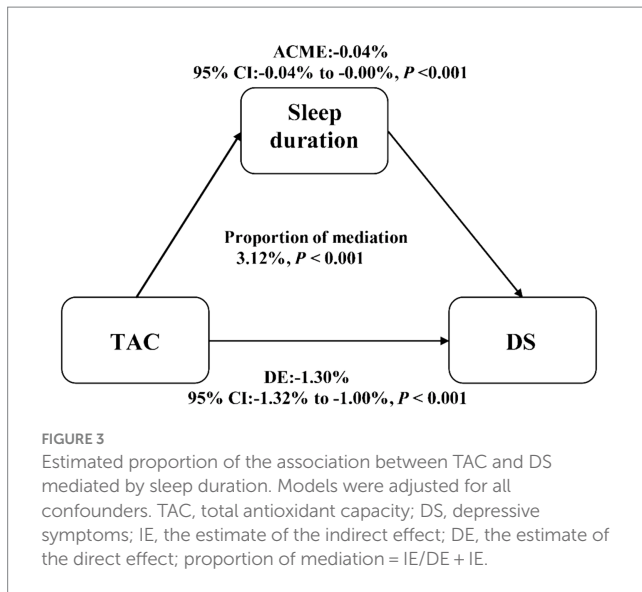 ACME:-0.04%
95% CI:-0.04% to -0.00%, P <0.001
Sleep
duration
Proportion of mediation
3.12%, P < 0.001
TAC
DS
DE:-1.30%
95% CI:-1.32% to -1.00%, P < 0.001
FIGURE 3
Estimated proportion of the association between TAC and DS
mediated by sleep duration. Models were adjusted for all
confounders. TAC, total antioxidant capacity; DS, depressive
symptoms; IE, the estimate of the indirect effect; DE, the estimate of
the direct effect; proportion of mediation = IE/DE + IE.